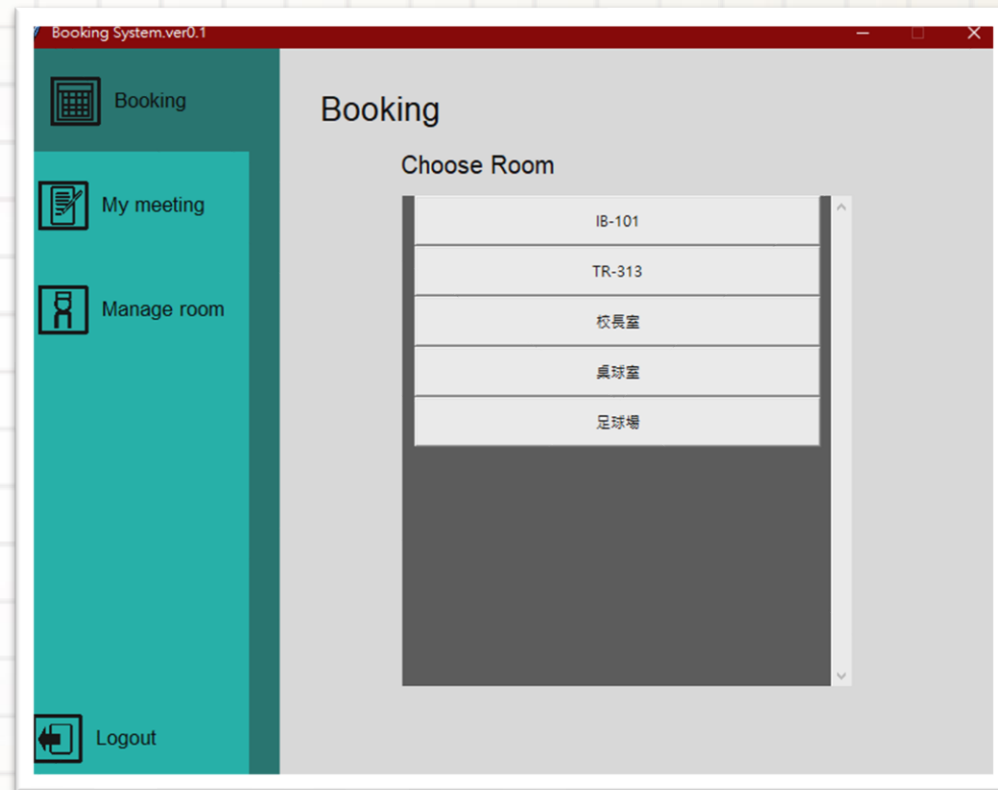 Booking System.ver0.1
Booking
My meeting
Manage room
Logout
Booking
Choose Room
IB-101
TR-313
校長室
桌球室
足球場